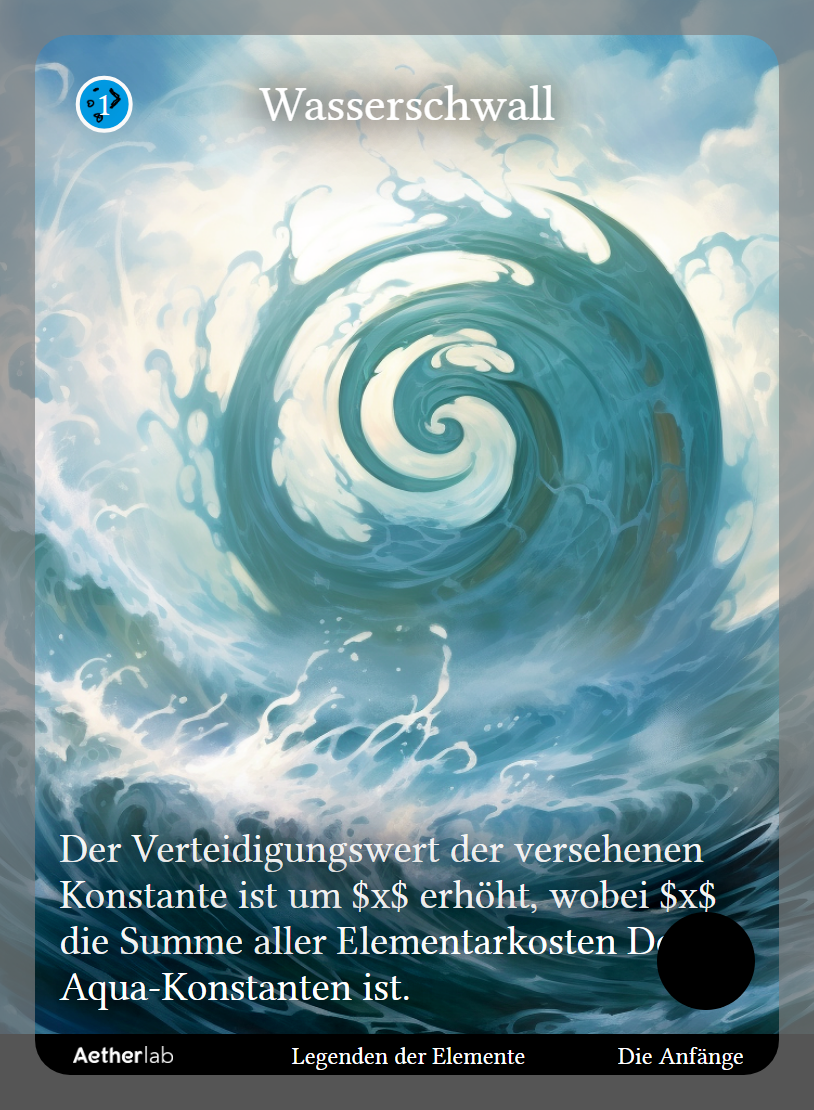 1
Wasserschwall
Der Verteidigungswert der versehenen
Konstante ist um $x$ erhöht, wobei $x$
die Summe aller Elementarkosten
Aqua-Konstanten ist.
Aetherlab
Legenden der Elemente
Die Anfänge